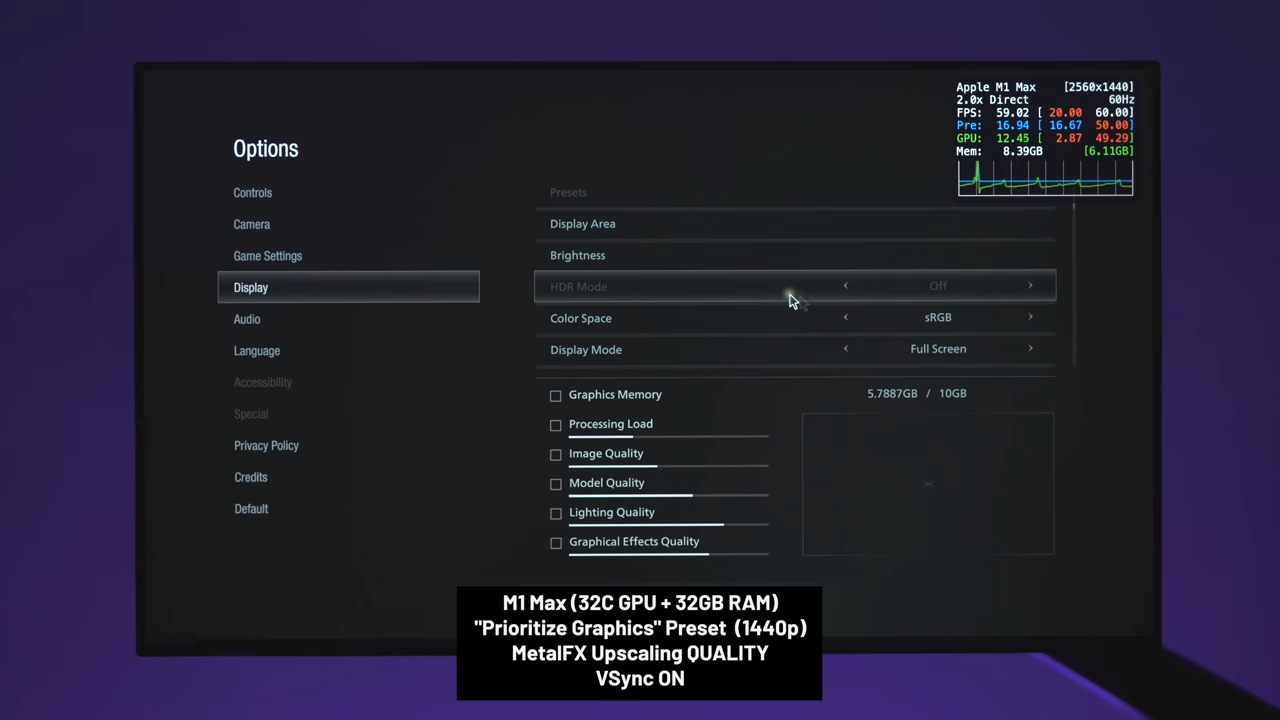 Apple M1 Max [2560x1440]
2.0x Direct 60Hz
FPS: 59.02 [ 20.00 60.00]
Pre: 16.94 [ 16.67 50.00]
GPU: 12.45 [ 2.87 49.29]
Mem: 8.39GB [6.11GB]
Options
Controls
Camera
Game Settings
Display
Audio
Language
Accessibility
Special
Privacy Policy
Credits
Default
Presets
Display Area
Brightness
HDR Mode ‹ Off ›
Color Space ‹ sRGB ›
Display Mode ‹ Full Screen ›
Graphics Memory 5.7887GB / 10GB
Processing Load
Image Quality
Model Quality
Lighting Quality
Graphical Effects Quality
M1 Max (32C GPU + 32GB RAM)
"Prioritize Graphics" Preset (1440p)
MetalFX Upscaling QUALITY
VSync ON